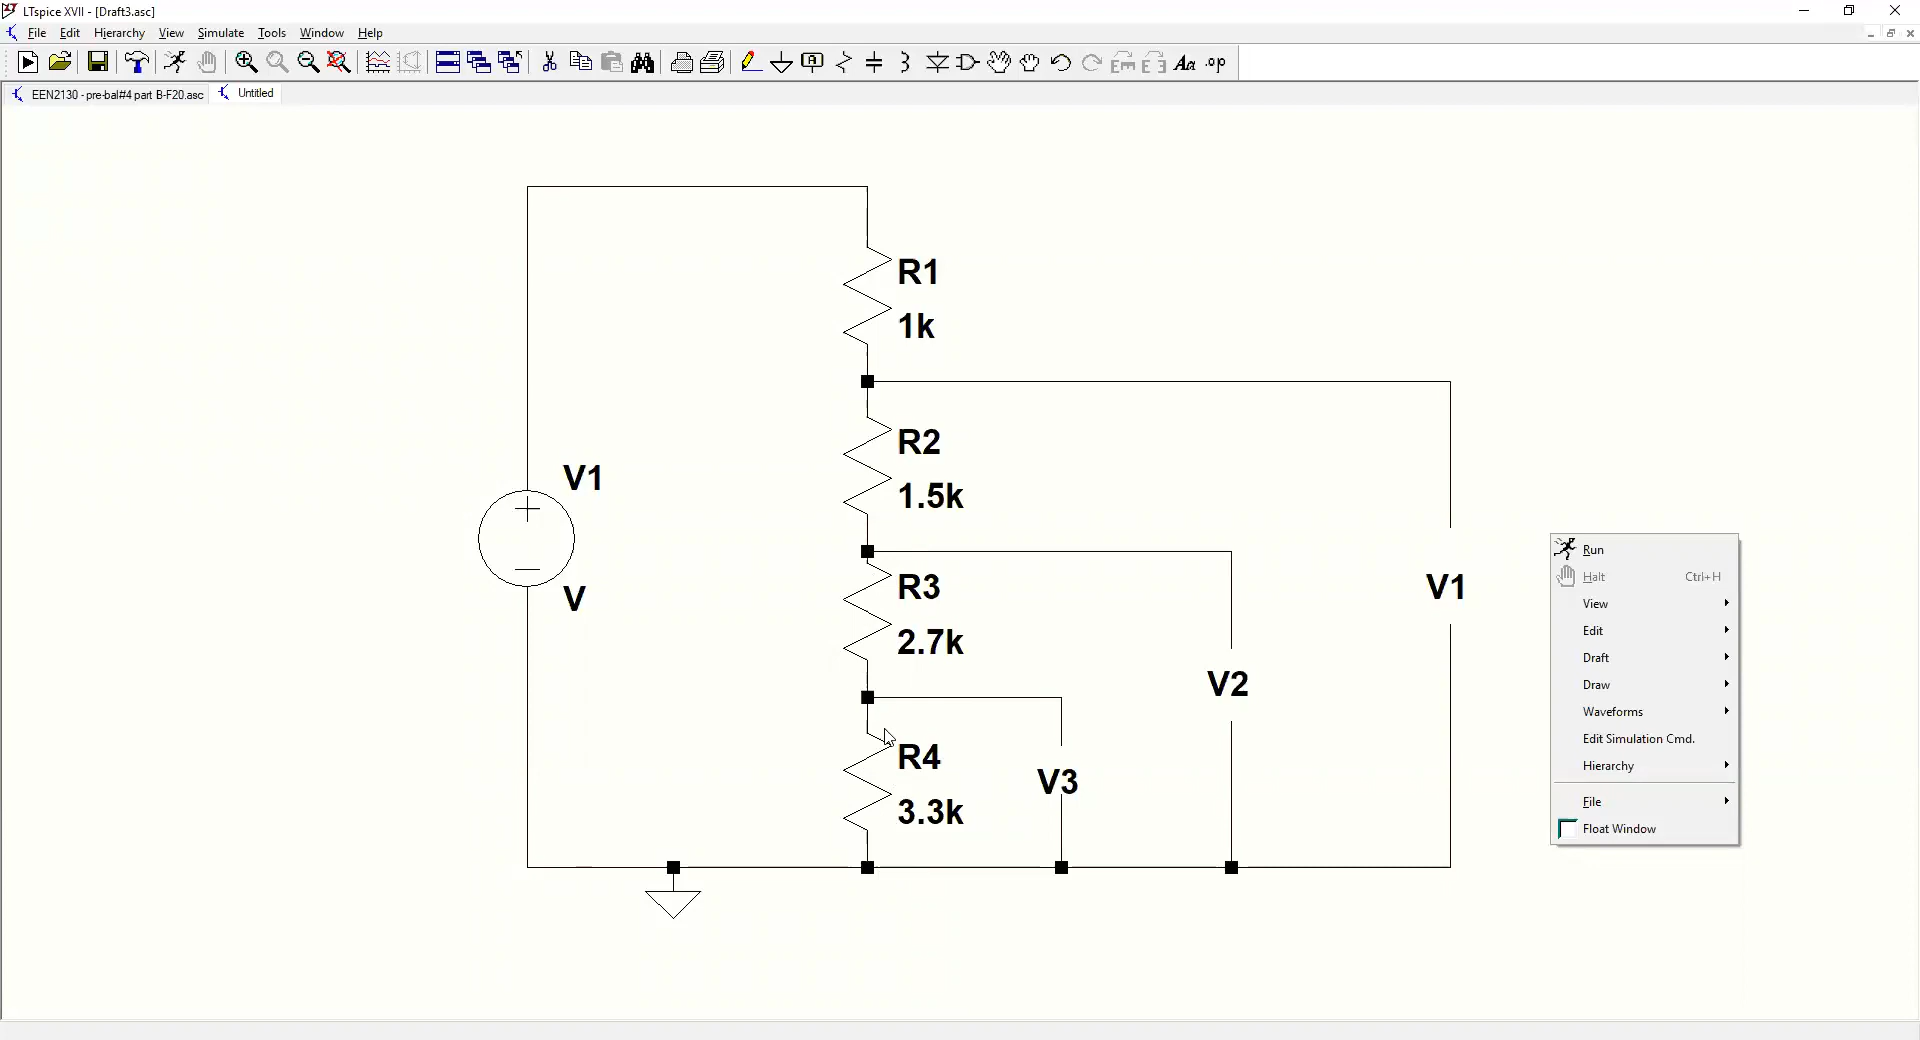 LTspice XVII - [Draft3.asc]
File Edit Hierarchy View Simulate Tools Window Help
A Aa .op
EEN2130 - pre-bal#4 part B-F20.asc Untitled
R1
1k
R2
1.5k
V1
V
R3
2.7k
R4
3.3k
V3
V2
V1
Run
Halt Ctrl+H
View
Edit
Draft
Draw
Waveforms
Edit Simulation Cmd.
Hierarchy
File
Float Window